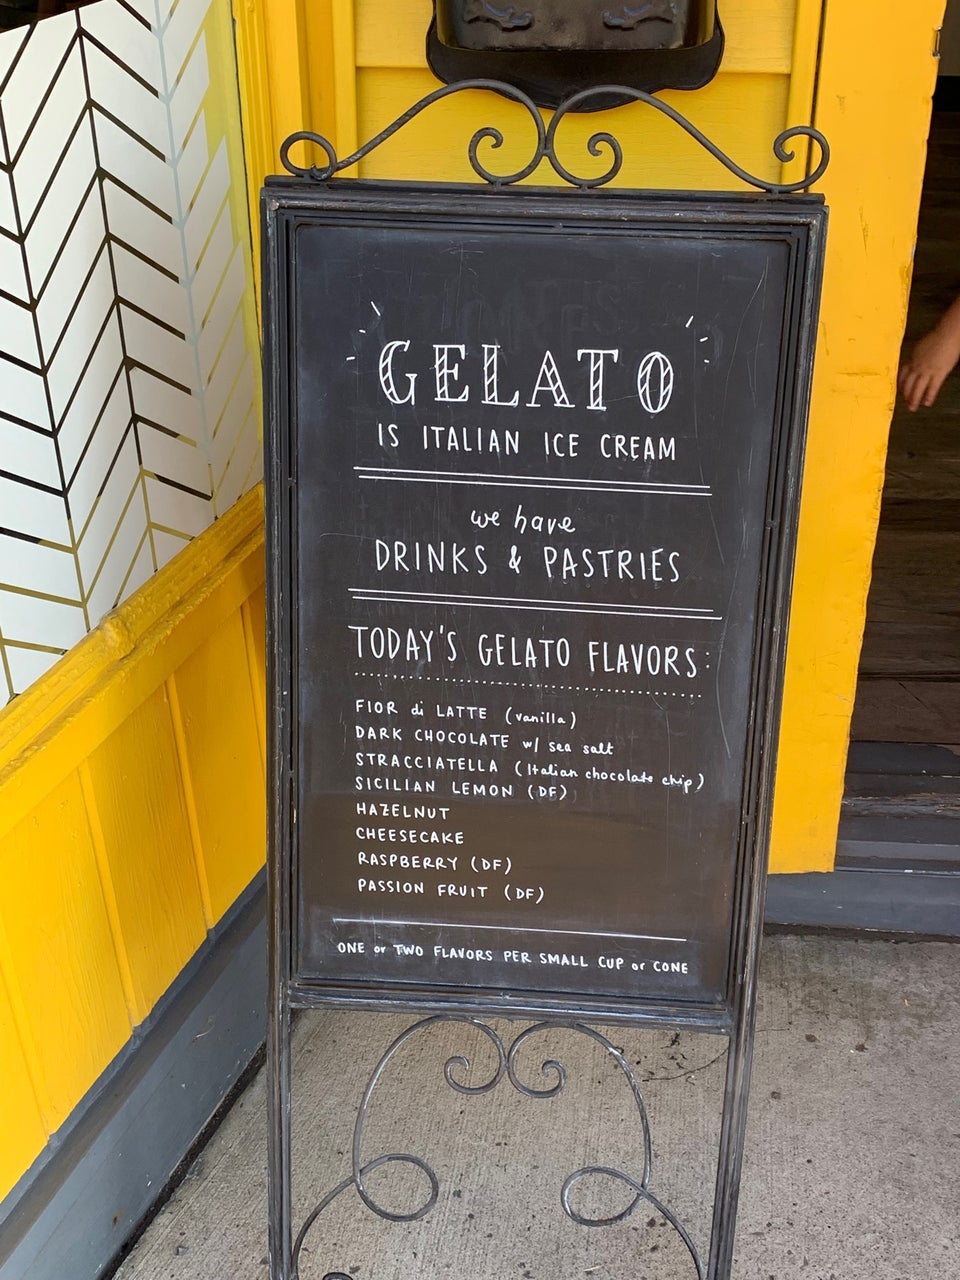 GELATO
IS ITALIAN ICE CREAM
we have
DRINKS & PASTRIES
TODAY'S GELATO FLAVORS:
FIOR di LATTE (vanilla)
DARK CHOCOLATE w/ sea salt
STRACCIATELLA (Italian chocolate chip)
SICILIAN LEMON (DF)
HAZELNUT
CHEESECAKE
RASPBERRY (DF)
PASSION FRUIT (DF)
ONE or TWO FLAVORS PER SMALL CUP or CONE